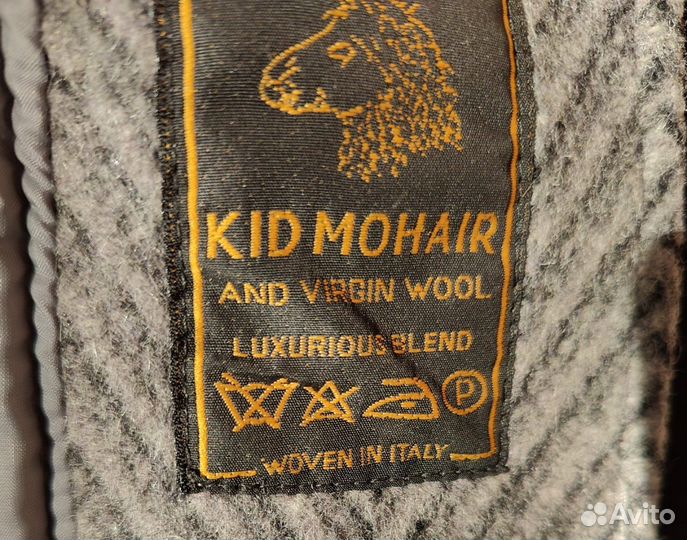 KID MOHAIR
AND VIRGIN WOOL
LUXURIOUS BLEND
P
WOVEN IN ITALY
Avito